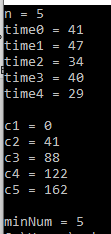 n = 5
time0 = 41
time1 = 47
time2 = 34
time3 = 40
time4 = 29
c1 = 0
c2 = 41
c3 = 88
c4 = 122
c5 = 162
minNum = 5